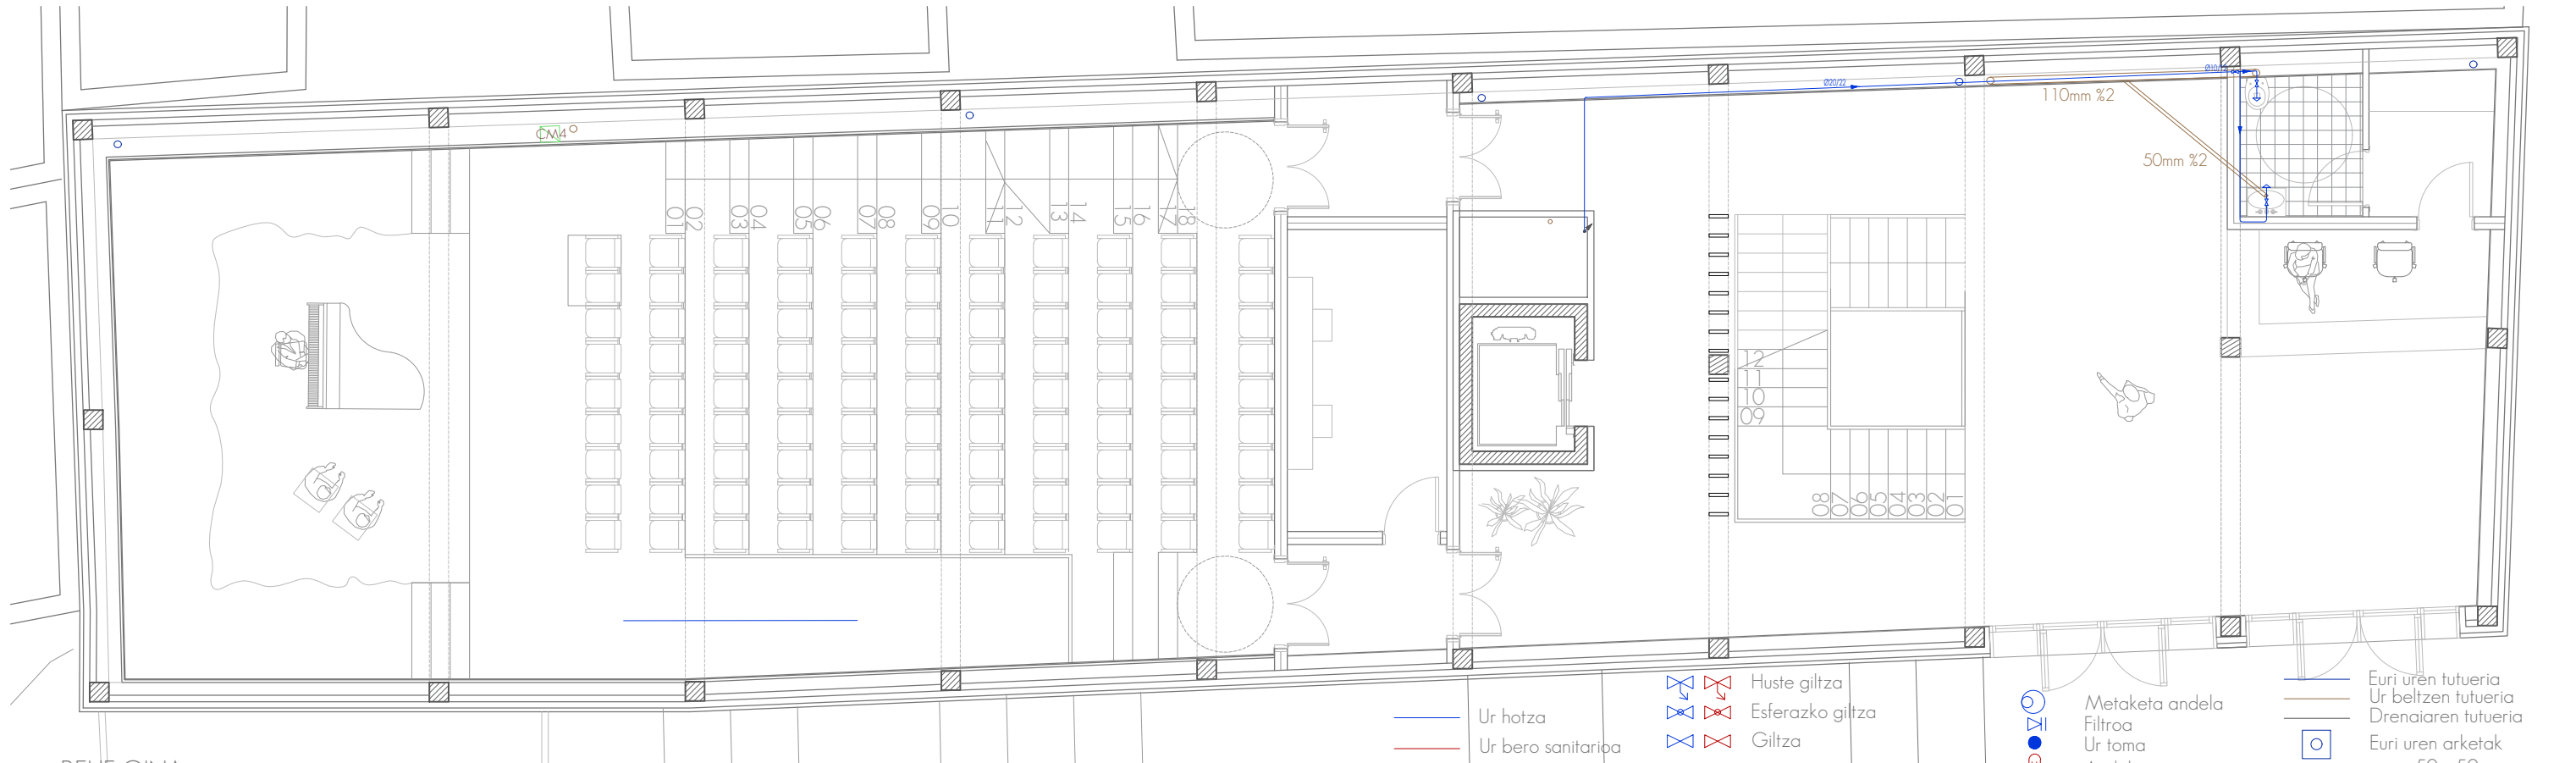 Ø20/22
Ø10/12
110mm %2
CM4
50mm %2
01
02
03
04
05
06
07
08
09
10
11
12
13
14
15
16
17
18
12
11
10
09
08
07
06
05
04
03
02
01
Ur hotza
Ur bero sanitarioa
Huste giltza
Esferazko giltza
Giltza
Metaketa andela
Filtroa
Ur toma
Euri uren tutueria
Ur beltzen tutueria
Drenaiaren tutueria
Euri uren arketak